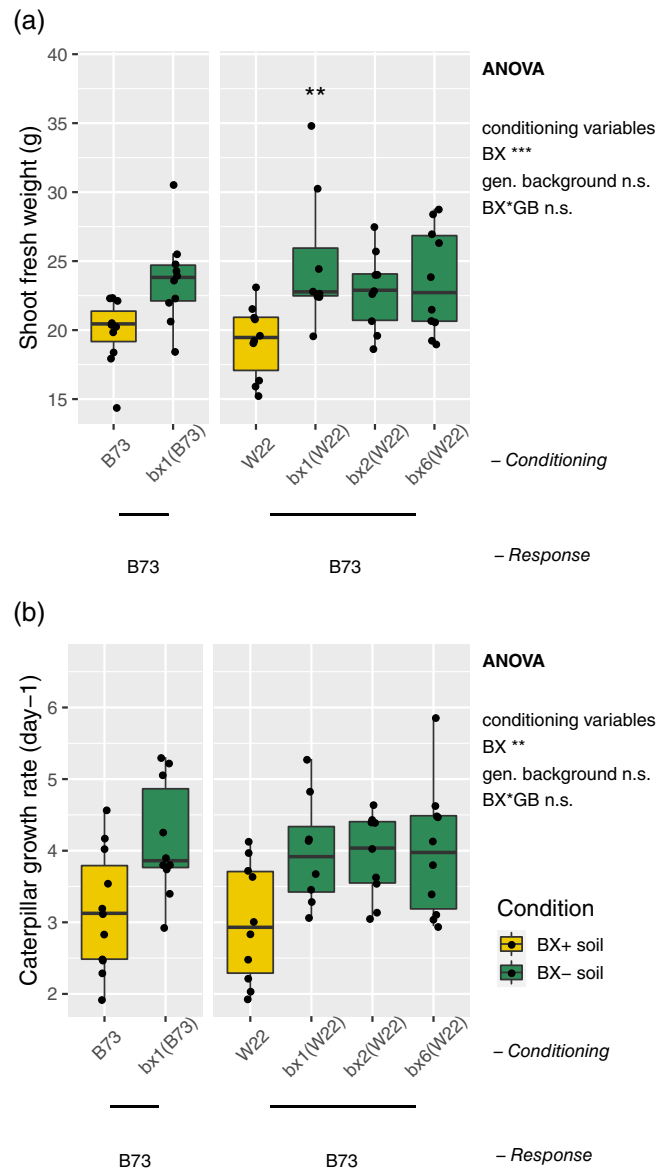 (a)
40
35
30
25
20
15
Shoot fresh weight (g)
**
B73
bx1(B73)
W22
bx1(W22)
bx2(W22)
bx6(W22)
ANOVA
conditioning variables
BX ***
gen. background n.s.
BX*GB n.s.
– Conditioning
B73
B73
– Response
(b)
6
5
4
3
2
Caterpillar growth rate (day−1)
B73
bx1(B73)
W22
bx1(W22)
bx2(W22)
bx6(W22)
ANOVA
conditioning variables
BX **
gen. background n.s.
BX*GB n.s.
Condition
BX+ soil
BX− soil
– Conditioning
B73
B73
– Response